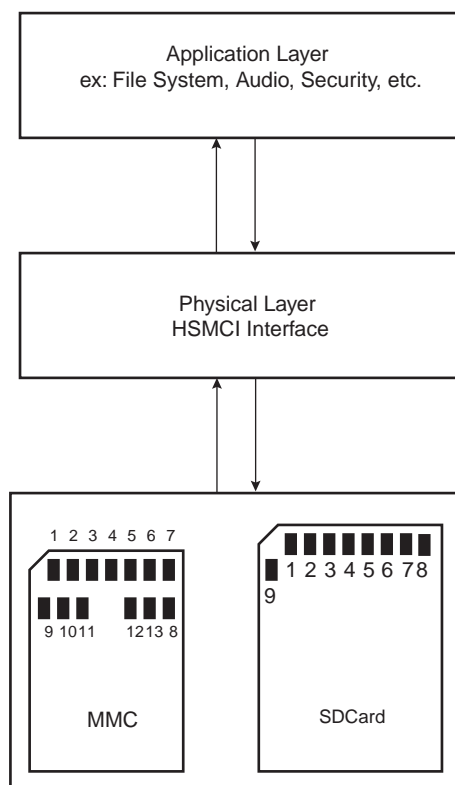 Application Layer
ex: File System, Audio, Security, etc.
Physical Layer
HSMCI Interface
1 2 3 4 5 6 7
9 10 11 12 13 8
MMC
1 2 3 4 5 6 7 8
9
SDCard